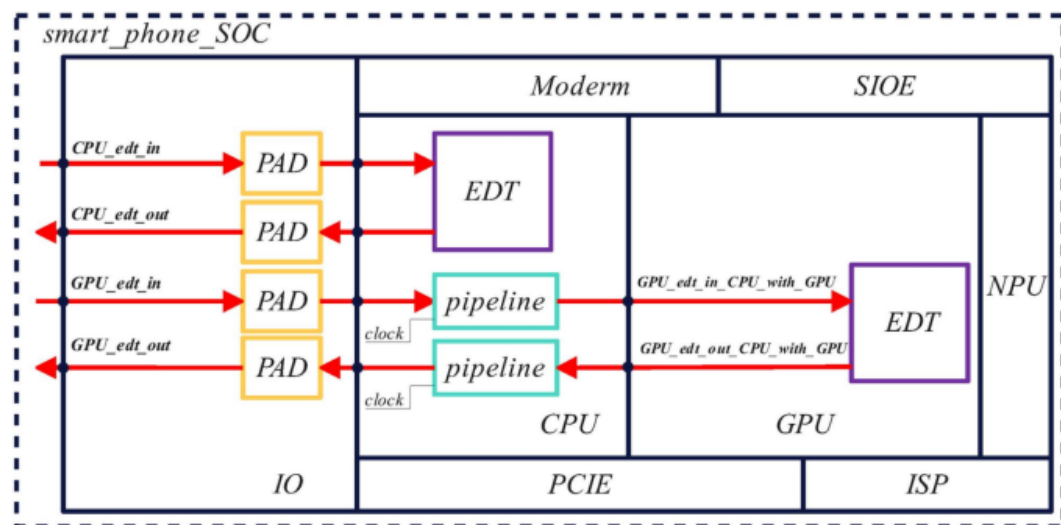 smart_phone_SOC
Moderm
SIOE
CPU_edt_in
PAD
EDT
CPU_edt_out
PAD
GPU_edt_in
PAD
pipeline
clock
GPU_edt_in_CPU_with_GPU
EDT
NPU
GPU_edt_out
PAD
pipeline
clock
GPU_edt_out_CPU_with_GPU
CPU
GPU
IO
PCIE
ISP